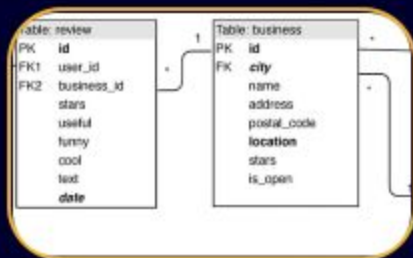 Table: review
PK id
FK1 user_id
FK2 business_id
stars
useful
funny
cool
text
date
1
*
Table: business
PK id
FK city
name
address
postal_code
location
stars
is_open
*
*